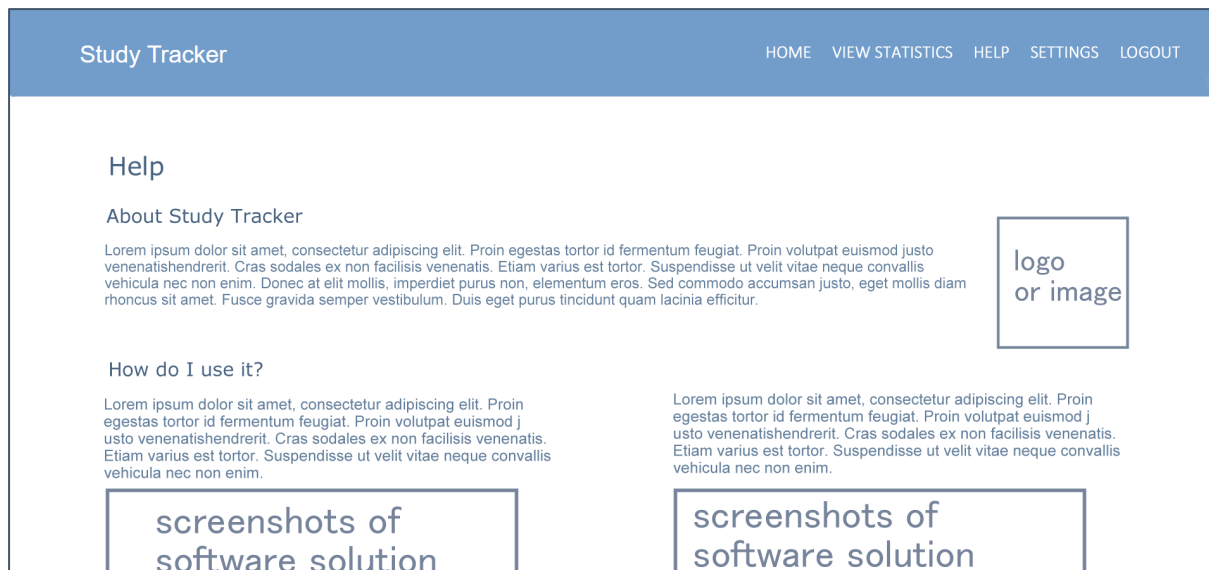 Study Tracker
HOME VIEW STATISTICS HELP SETTINGS LOGOUT
Help
About Study Tracker
Lorem ipsum dolor sit amet, consectetur adipiscing elit. Proin egestas tortor id fermentum feugiat. Proin volutpat euismod justo
venenatishendrerit. Cras sodales ex non facilisis venenatis. Etiam varius est tortor. Suspendisse ut velit vitae neque convallis
vehicula nec non enim. Donec at elit mollis, imperdiet purus non, elementum eros. Sed commodo accumsan justo, eget mollis diam
rhoncus sit amet. Fusce gravida semper vestibulum. Duis eget purus tincidunt quam lacinia efficitur.
logo
or image
How do I use it?
Lorem ipsum dolor sit amet, consectetur adipiscing elit. Proin
egestas tortor id fermentum feugiat. Proin volutpat euismod j
usto venenatishendrerit. Cras sodales ex non facilisis venenatis.
Etiam varius est tortor. Suspendisse ut velit vitae neque convallis
vehicula nec non enim.
screenshots of
software solution
Lorem ipsum dolor sit amet, consectetur adipiscing elit. Proin
egestas tortor id fermentum feugiat. Proin volutpat euismod j
usto venenatishendrerit. Cras sodales ex non facilisis venenatis.
Etiam varius est tortor. Suspendisse ut velit vitae neque convallis
vehicula nec non enim.
screenshots of
software solution